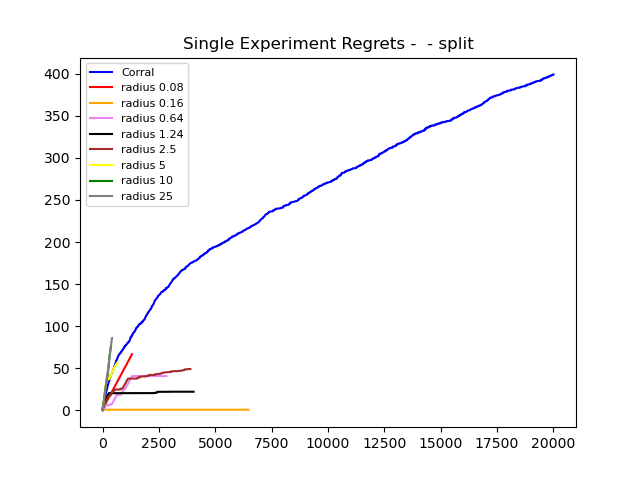 Single Experiment Regrets -  - split
400
350
300
250
200
150
100
50
0
Corral
radius 0.08
radius 0.16
radius 0.64
radius 1.24
radius 2.5
radius 5
radius 10
radius 25
0 2500 5000 7500 10000 12500 15000 17500 20000